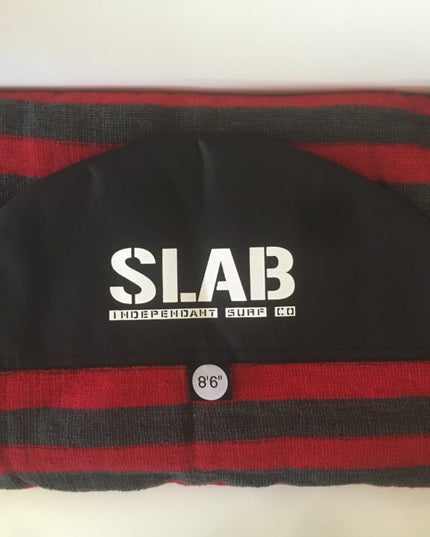 SLAB
INDEPENDANT SURF CO
8'6"